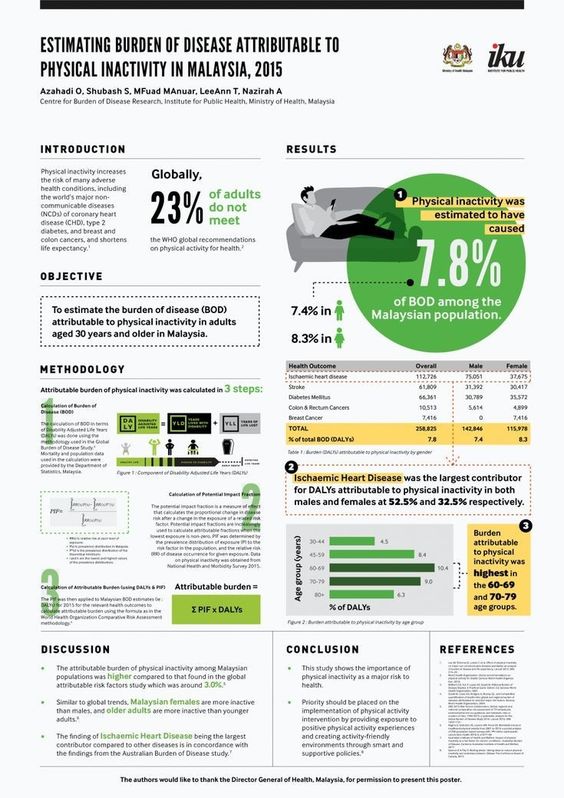 ESTIMATING BURDEN OF DISEASE ATTRIBUTABLE TO
PHYSICAL INACTIVITY IN MALAYSIA, 2015
Azahadi O, Shubash S, MFuad MAnuar, LeeAnn T, Nazirah A
Centre for Burden of Disease Research, Institute for Public Health, Ministry of Health, Malaysia
Ministry of Health Malaysia
iku
INSTITUTE FOR PUBLIC HEALTH
INTRODUCTION
Physical inactivity increases
the risk of many adverse
health conditions, including
the world's major non-
communicable diseases
(NCDs) of coronary heart
disease (CHD), type 2
diabetes, and breast and
colon cancers, and shortens
life expectancy.¹
Globally,
23% of adults
do not
meet
the WHO global recommendations
on physical activity for health.²
OBJECTIVE
To estimate the burden of disease (BOD)
attributable to physical inactivity in adults
aged 30 years and older in Malaysia.
METHODOLOGY
Attributable burden of physical inactivity was calculated in 3 steps:
1
Calculation of Burden of
Disease (BOD)
The calculation of BOD in terms
of Disability Adjusted Life Years
(DALY) was done using the
methodology used in the Global
Burden of Disease Study.³
Mortality and population data
used in the calculation were
provided by the Department of
Statistics, Malaysia.
DALY
DISABILITY
ADJUSTED
LIFE YEARS
=
YLD
YEARS
LIVED WITH
DISABILITY
+
YLL
YEARS OF
LIFE LOST
Figure 1 : Component of Disability Adjusted Life Years (DALY)
2
Calculation of Potential Impact Fraction
The potential impact fraction is a measure of effect
that calculates the proportional change in disease
risk after a change in the exposure of a related risk
factor. Potential impact fractions are increasingly
used to calculate attributable fractions when the
lowest exposure is non-zero. PIF was determined by
the prevalence distribution of exposure (P) to each
risk factor in the population, and the relative risk
(RR) of disease occurrence for given exposure. Data
on physical inactivity was obtained from
National Health and Morbidity Survey 2015.
PIF=
3
Calculation of Attributable Burden (using DALYs & PIF)
The PIF was then applied to Malaysia BOD estimates (ie :
DALY) for 2015 for the relevant health outcomes to
calculate attributable burden using the formula as in the
World Health Organization Comparative Risk Assessment
methodology.⁴
Attributable burden =
Σ PIF x DALYs
RESULTS
1
Physical inactivity was
estimated to have
caused
7.8%
of BOD among the
Malaysian population.
7.4% in
8.3% in
Health Outcome Overall Male Female
Ischaemic heart disease 112,726 75,051 37,675
Stroke 61,809 31,392 30,417
Diabetes Mellitus 66,361 30,789 35,572
Colon & Rectum Cancers 10,513 5,614 4,899
Breast Cancer 7,416 0 7,416
TOTAL 258,825 142,846 115,978
% of total BOD (DALYs) 7.8 7.4 8.3
Table 1 : Burden (DALY) attributable to physical inactivity by gender
2
Ischaemic Heart Disease was the largest contributor
for DALYs attributable to physical inactivity in both
males and females at 52.5% and 32.5% respectively.
Age group (years)
30-44 4.5
45-59 8.4
60-69 10.4
70-79 9.0
80+ 6.3
% of DALYs
Figure 2 : Burden attributable to physical inactivity by age group
3
Burden
attributable
to physical
inactivity was
highest in
the 60-69
and 70-79
age groups.
DISCUSSION
• The attributable burden of physical inactivity among Malaysian
populations was higher compared to that found in the global
attributable risk factors study which was around 3.0%.⁵
• Similar to global trends, Malaysian females are more inactive
than males, and older adults are more inactive than younger
adults.⁶
• The finding of Ischaemic Heart Disease being the largest
contributor compared to other diseases is in concordance with
the findings from the Australian Burden of Disease study.⁷
CONCLUSION
• This study shows the importance
of physical inactivity as a major
risk to health.
• Priority should be placed on the
implementation of physical activity
intervention by providing exposure to
positive physical activity experiences
and creating activity-friendly
environments through smart and
supportive policies.⁸
REFERENCES
The authors would like to thank the Director General of Health, Malaysia, for permission to present this poster.